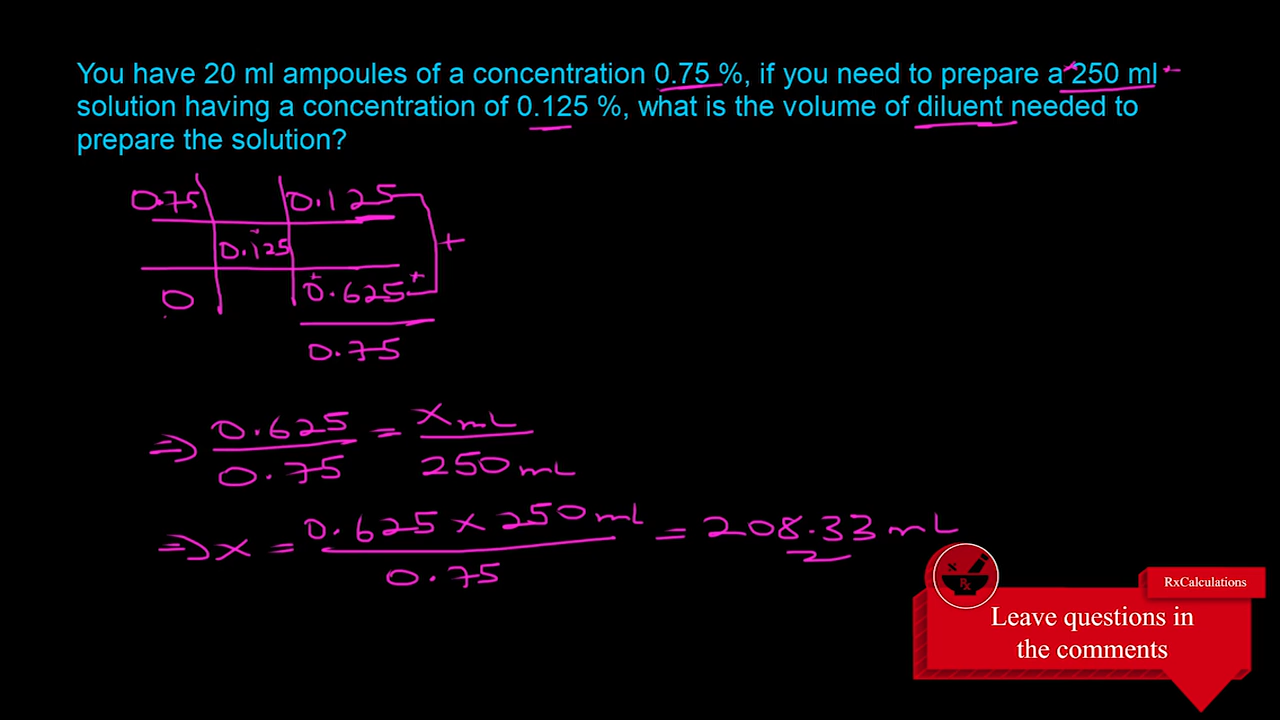 You have 20 ml ampoules of a concentration 0.75 %, if you need to prepare a 250 ml
solution having a concentration of 0.125 %, what is the volume of diluent needed to
prepare the solution?
0.75 0.125
0.125 +
0 0.625
0.75
⇒ 0.625 / 0.75 = x mL / 250 mL
⇒ x = 0.625 × 250 mL / 0.75 = 208.33 mL
Rx
RxCalculations
Leave questions in
the comments